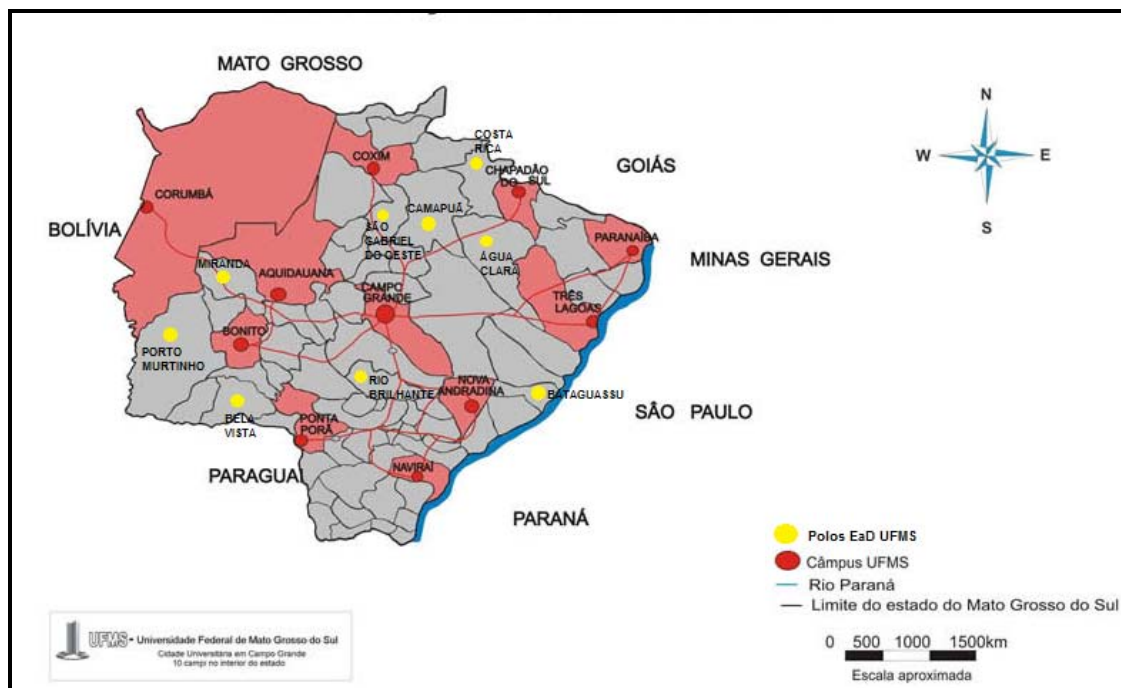 MATO GROSSO
COSTA
RICA
COXIM
GOIÁS
CHAPADÃO
DO SUL
CORUMBÁ
CAMAPUÃ
BOLÍVIA
SÃO
GABRIEL
DO OESTE
PARANAÍBA
ÁGUA
CLARA
MINAS GERAIS
MIRANDA
AQUIDAUANA
CAMPO
GRANDE
TRÊS
LAGOAS
BONITO
PORTO
MURTINHO
RIO
BRILHANTE
NOVA
ANDRADINA
BATAGUASSU
SÂO PAULO
BELA
VISTA
PONTA
PORÃ
PARAGUAI
NAVIRAÍ
PARANÁ
N
W
E
S
Polos EaD UFMS
Câmpus UFMS
Rio Paraná
Limite do estado do Mato Grosso do Sul
0 500 1000 1500km
Escala aproximada
UFMS - Universidade Federal de Mato Grosso do Sul
Cidade Universitária em Campo Grande
10 campi no interior do estado